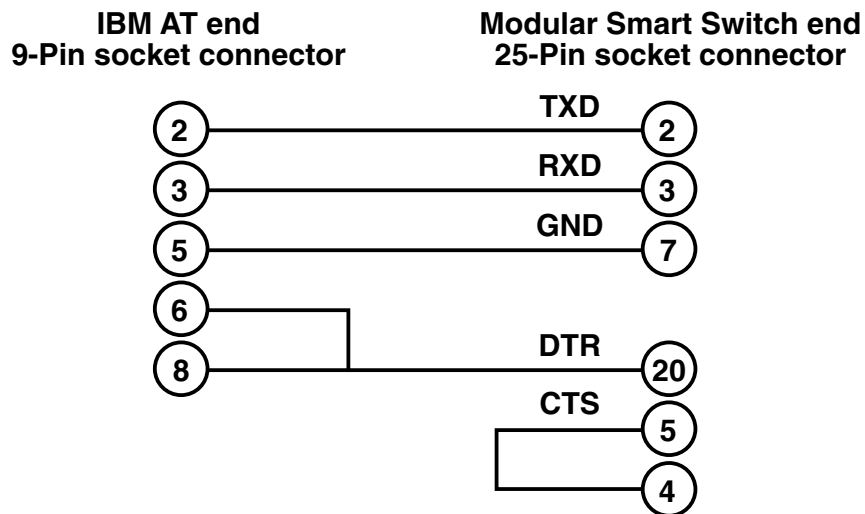 IBM AT end
9-Pin socket connector
Modular Smart Switch end
25-Pin socket connector
2 TXD 2
3 RXD 3
5 GND 7
6
8 DTR 20
CTS 5
4